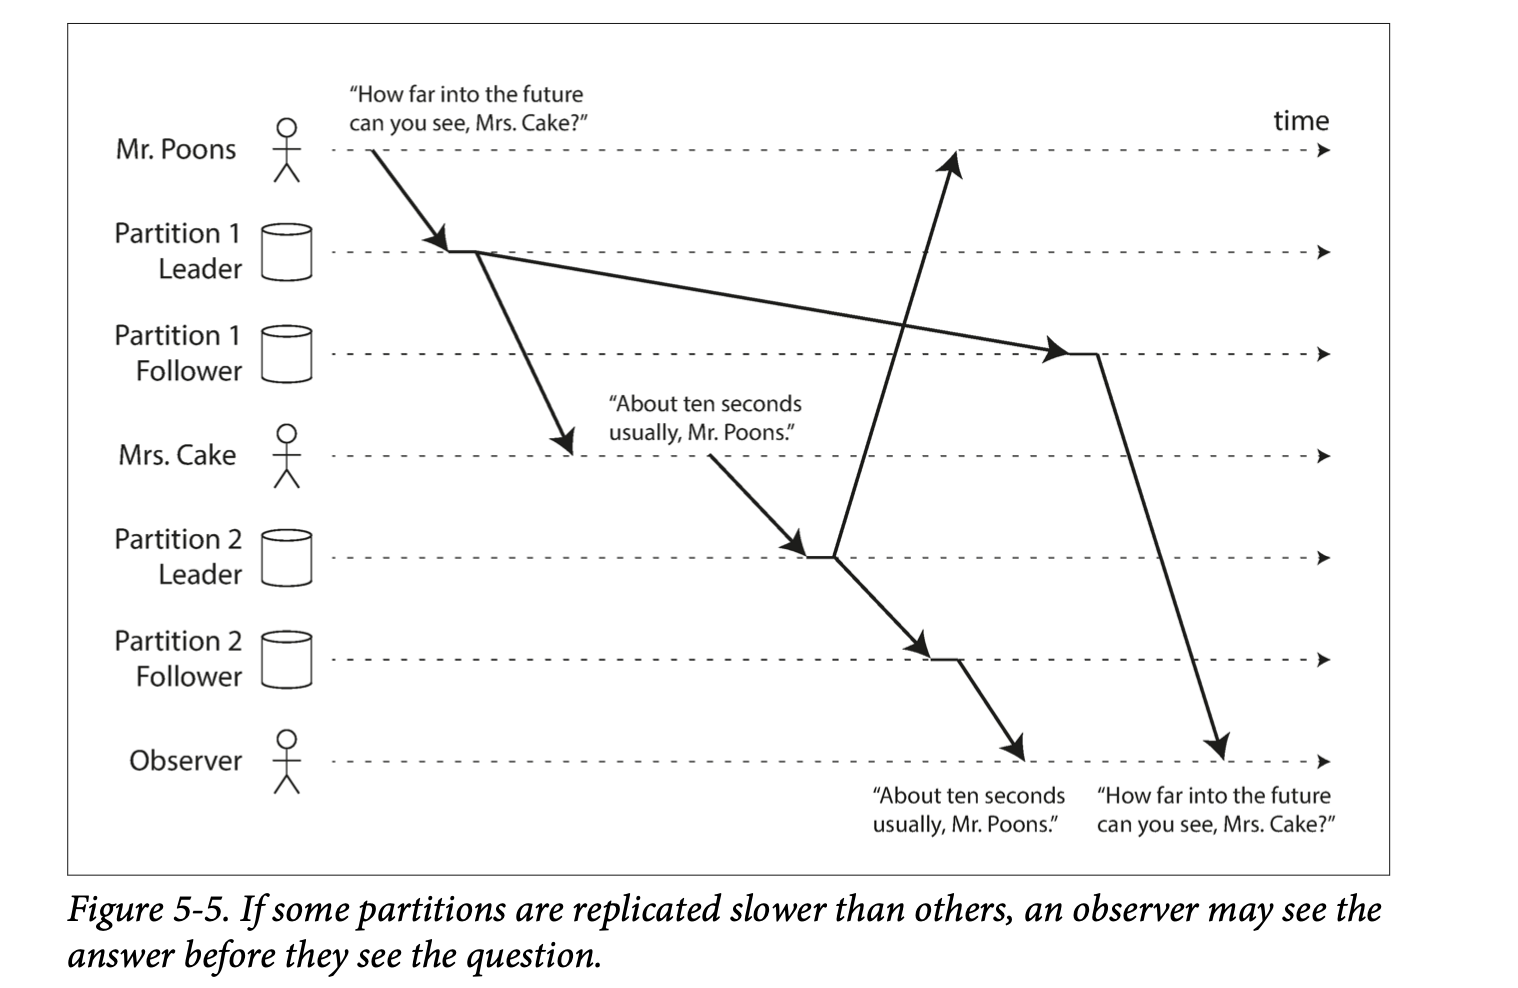 “How far into the future
can you see, Mrs. Cake?”
time
Mr. Poons
Partition 1
Leader
Partition 1
Follower
“About ten seconds
usually, Mr. Poons.”
Mrs. Cake
Partition 2
Leader
Partition 2
Follower
Observer
“About ten seconds
usually, Mr. Poons.”
“How far into the future
can you see, Mrs. Cake?”
Figure 5-5. If some partitions are replicated slower than others, an observer may see the
answer before they see the question.